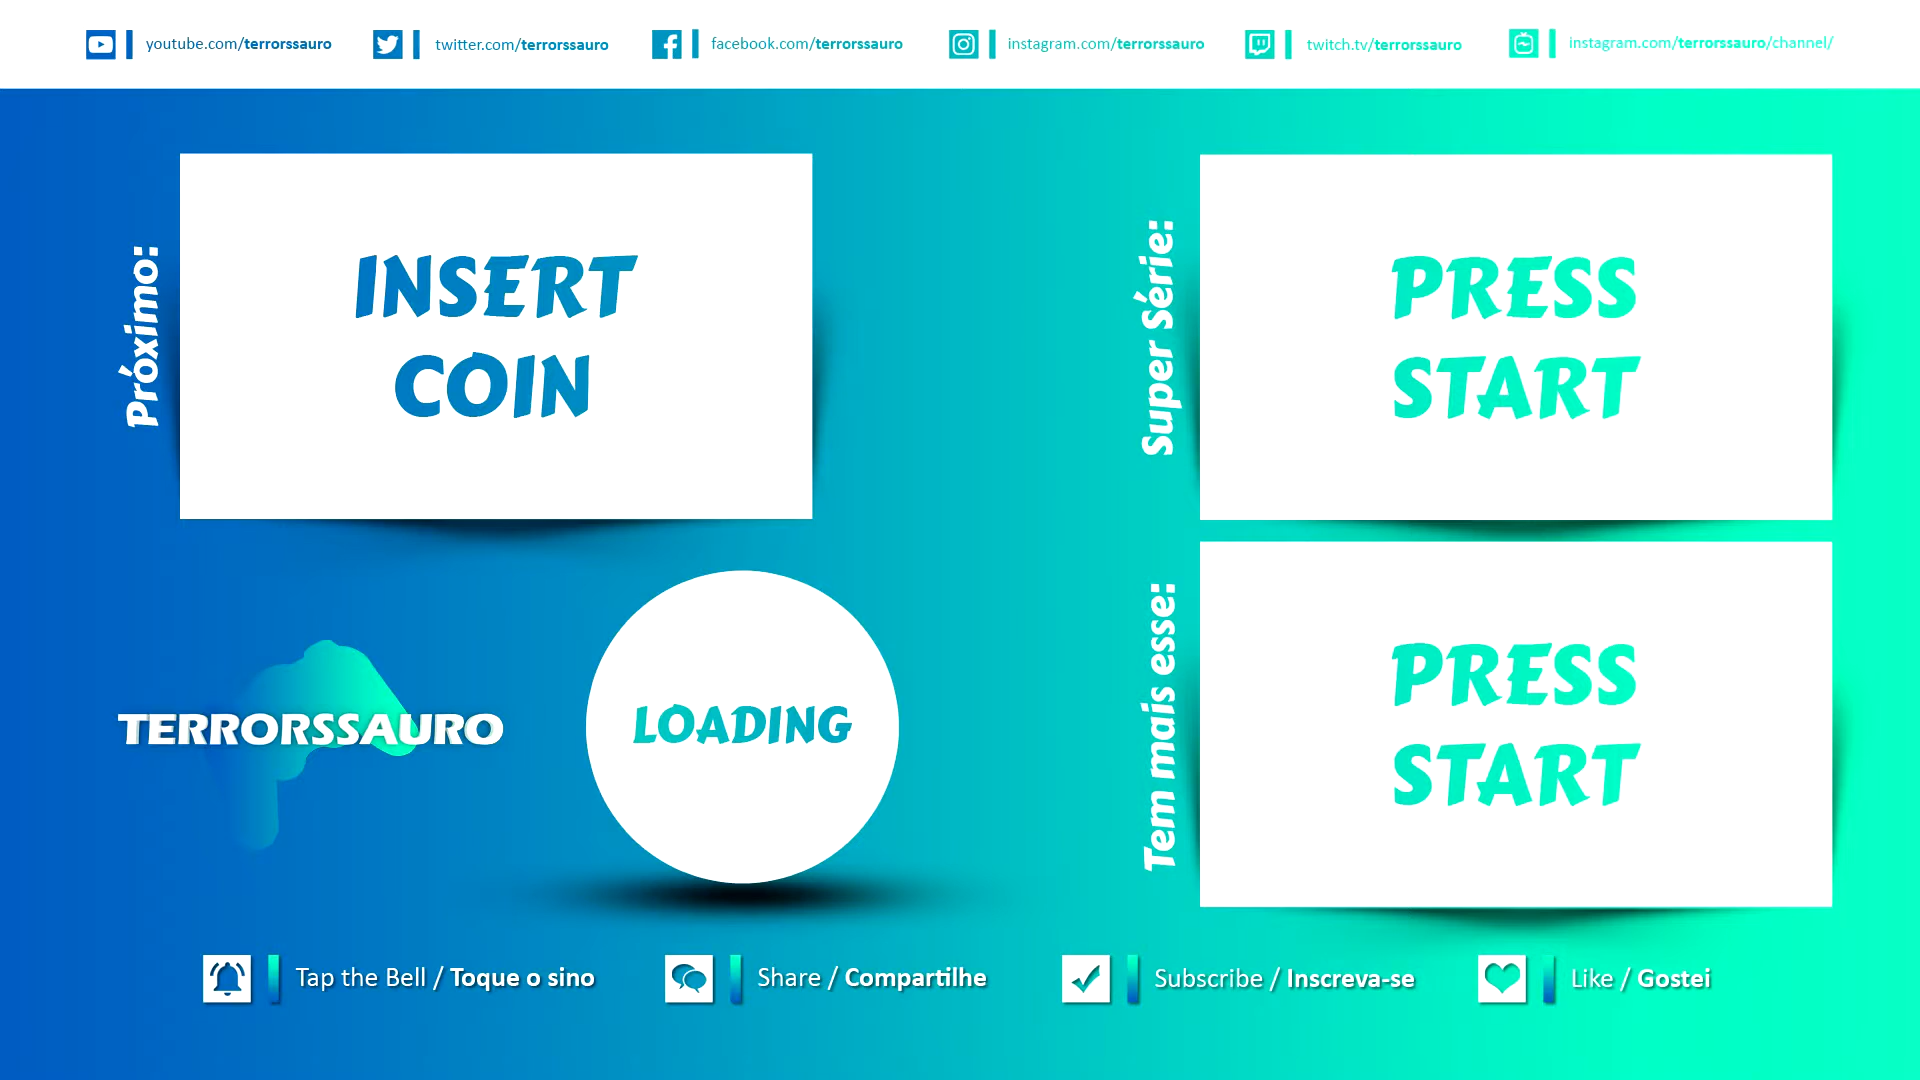 youtube.com/terrorssauro
twitter.com/terrorssauro
facebook.com/terrorssauro
instagram.com/terrorssauro
twitch.tv/terrorssauro
instagram.com/terrorssauro/channel/
Próximo:
INSERT
COIN
Super Série:
PRESS
START
TERRORSSAURO
LOADING
Tem mais esse:
PRESS
START
Tap the Bell / Toque o sino
Share / Compartilhe
Subscribe / Inscreva-se
Like / Gostei